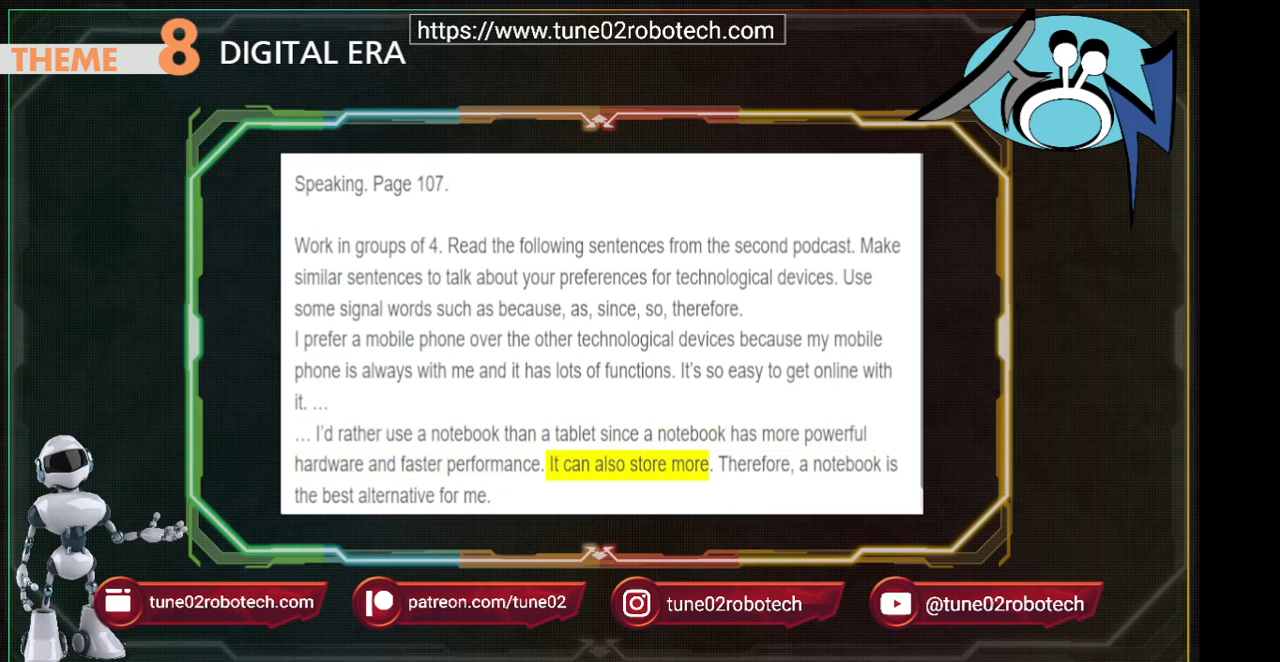 https://www.tune02robotech.com
THEME 8 DIGITAL ERA
Speaking. Page 107.
Work in groups of 4. Read the following sentences from the second podcast. Make
similar sentences to talk about your preferences for technological devices. Use
some signal words such as because, as, since, so, therefore.
I prefer a mobile phone over the other technological devices because my mobile
phone is always with me and it has lots of functions. It’s so easy to get online with
it. …
… I’d rather use a notebook than a tablet since a notebook has more powerful
hardware and faster performance. It can also store more. Therefore, a notebook is
the best alternative for me.
tune02robotech.com
patreon.com/tune02
tune02robotech
@tune02robotech